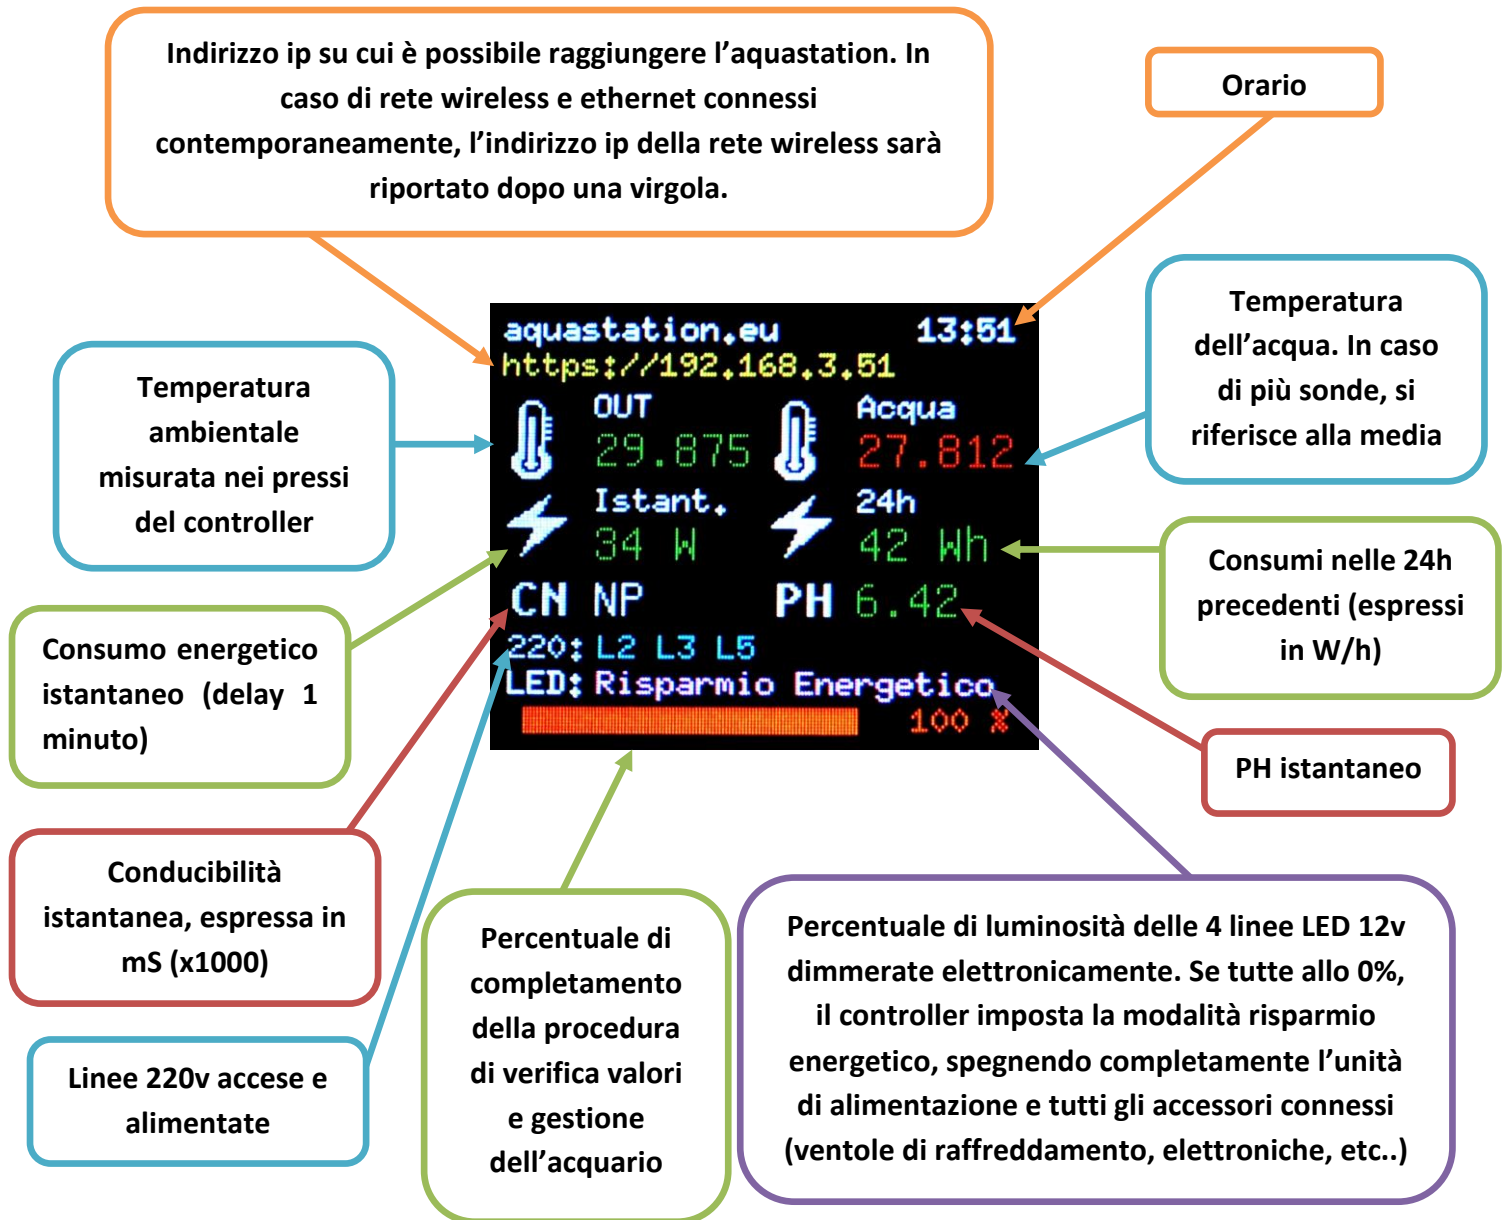 Indirizzo ip su cui è possibile raggiungere l’aquastation. In
caso di rete wireless e ethernet connessi
contemporaneamente, l’indirizzo ip della rete wireless sarà
riportato dopo una virgola.
Orario
Temperatura
dell’acqua. In caso
di più sonde, si
riferisce alla media
Temperatura
ambientale
misurata nei pressi
del controller
aquastation.eu 13:51
https://192.168.3.51
OUT Acqua
29.875 27.812
Istant. 24h
34 W 42 Wh
CN NP PH 6.42
220: L2 L3 L5
LED: Risparmio Energetico
100 %
Consumi nelle 24h
precedenti (espressi
in W/h)
Consumo energetico
istantaneo (delay 1
minuto)
PH istantaneo
Conducibilità
istantanea, espressa in
mS (x1000)
Percentuale di
completamento
della procedura
di verifica valori
e gestione
dell’acquario
Percentuale di luminosità delle 4 linee LED 12v
dimmerate elettronicamente. Se tutte allo 0%,
il controller imposta la modalità risparmio
energetico, spegnendo completamente l’unità
di alimentazione e tutti gli accessori connessi
(ventole di raffreddamento, elettroniche, etc..)
Linee 220v accese e
alimentate